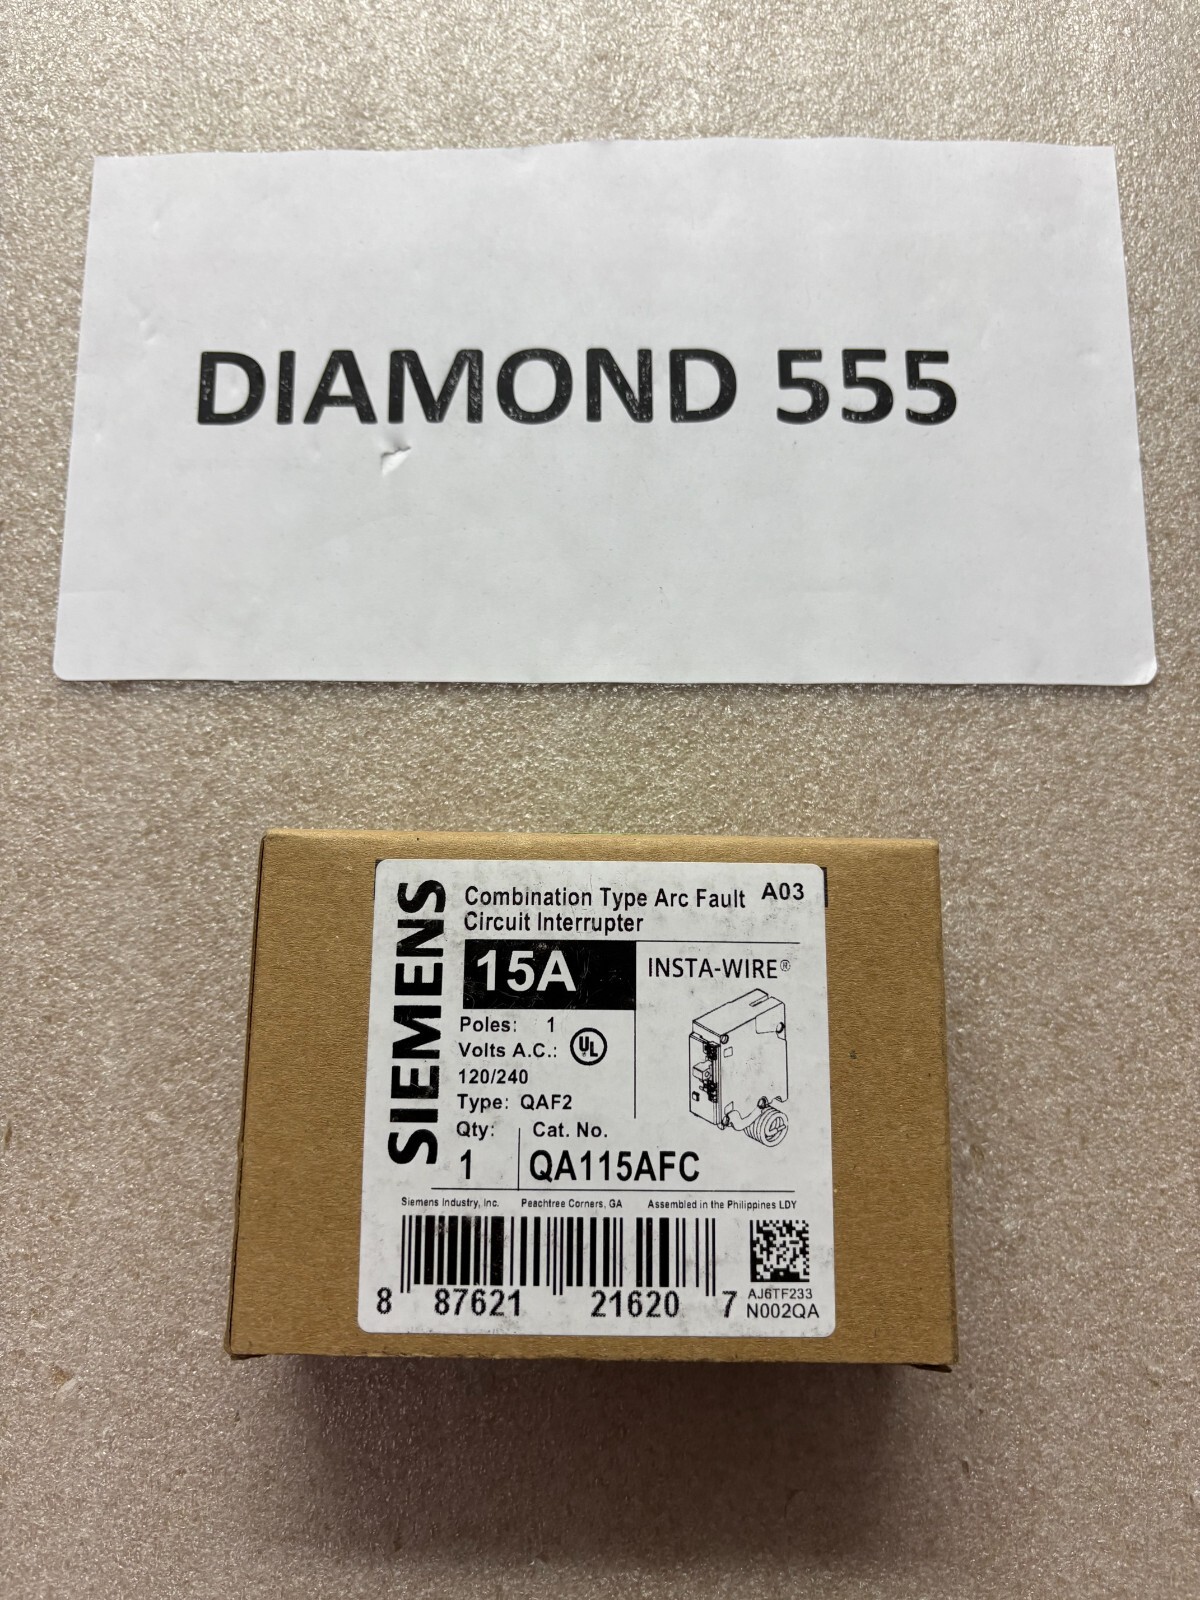 DIAMOND 555
SIEMENS
Combination Type Arc Fault A03
Circuit Interrupter
15A
INSTA-WIRE®
Poles: 1
Volts A.C.:
UL
120/240
Type: QAF2
Qty:
1
Cat. No.
QA115AFC
Siemens Industry, Inc. Peachtree Corners, GA Assembled in the Philippines LDY
8 87621 21620 7
AJ6TF233
N002QA